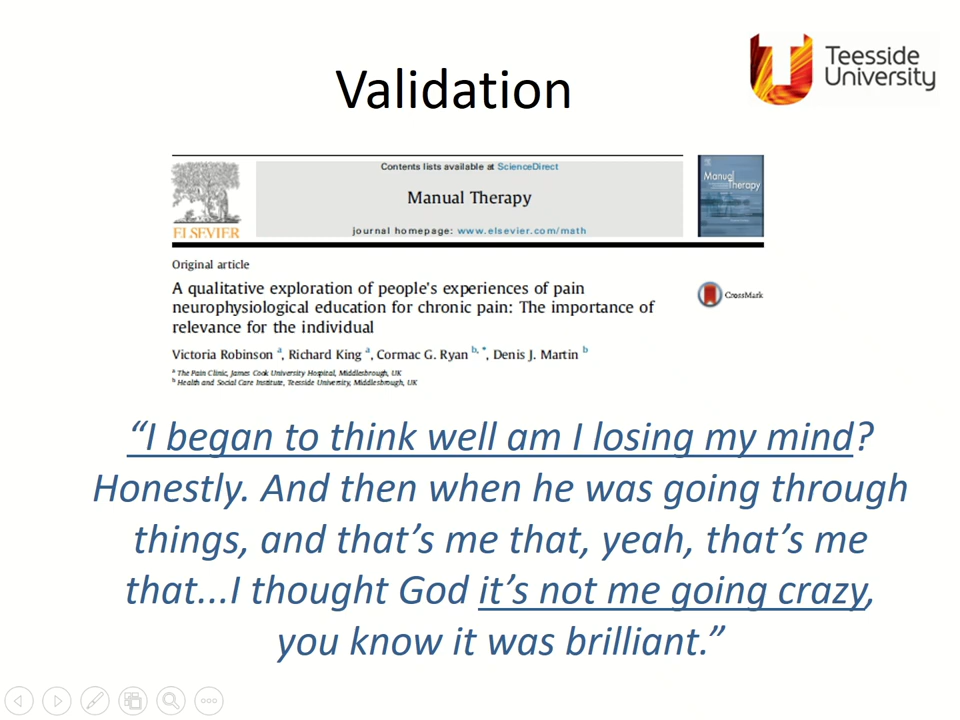 Validation
Teesside
University
Contents lists available at ScienceDirect
Manual Therapy
journal homepage: www.elsevier.com/math
ELSEVIER
Manual
Therapy
Original article
A qualitative exploration of people's experiences of pain
neurophysiological education for chronic pain: The importance of
relevance for the individual
CrossMark
Victoria Robinson a, Richard King a, Cormac G. Ryan b, *, Denis J. Martin b
a The Pain Clinic, James Cook University Hospital, Middlesbrough, UK
b Health and Social Care Institute, Teesside University, Middlesbrough, UK
“I began to think well am I losing my mind?
Honestly. And then when he was going through
things, and that’s me that, yeah, that’s me
that...I thought God it’s not me going crazy,
you know it was brilliant.”